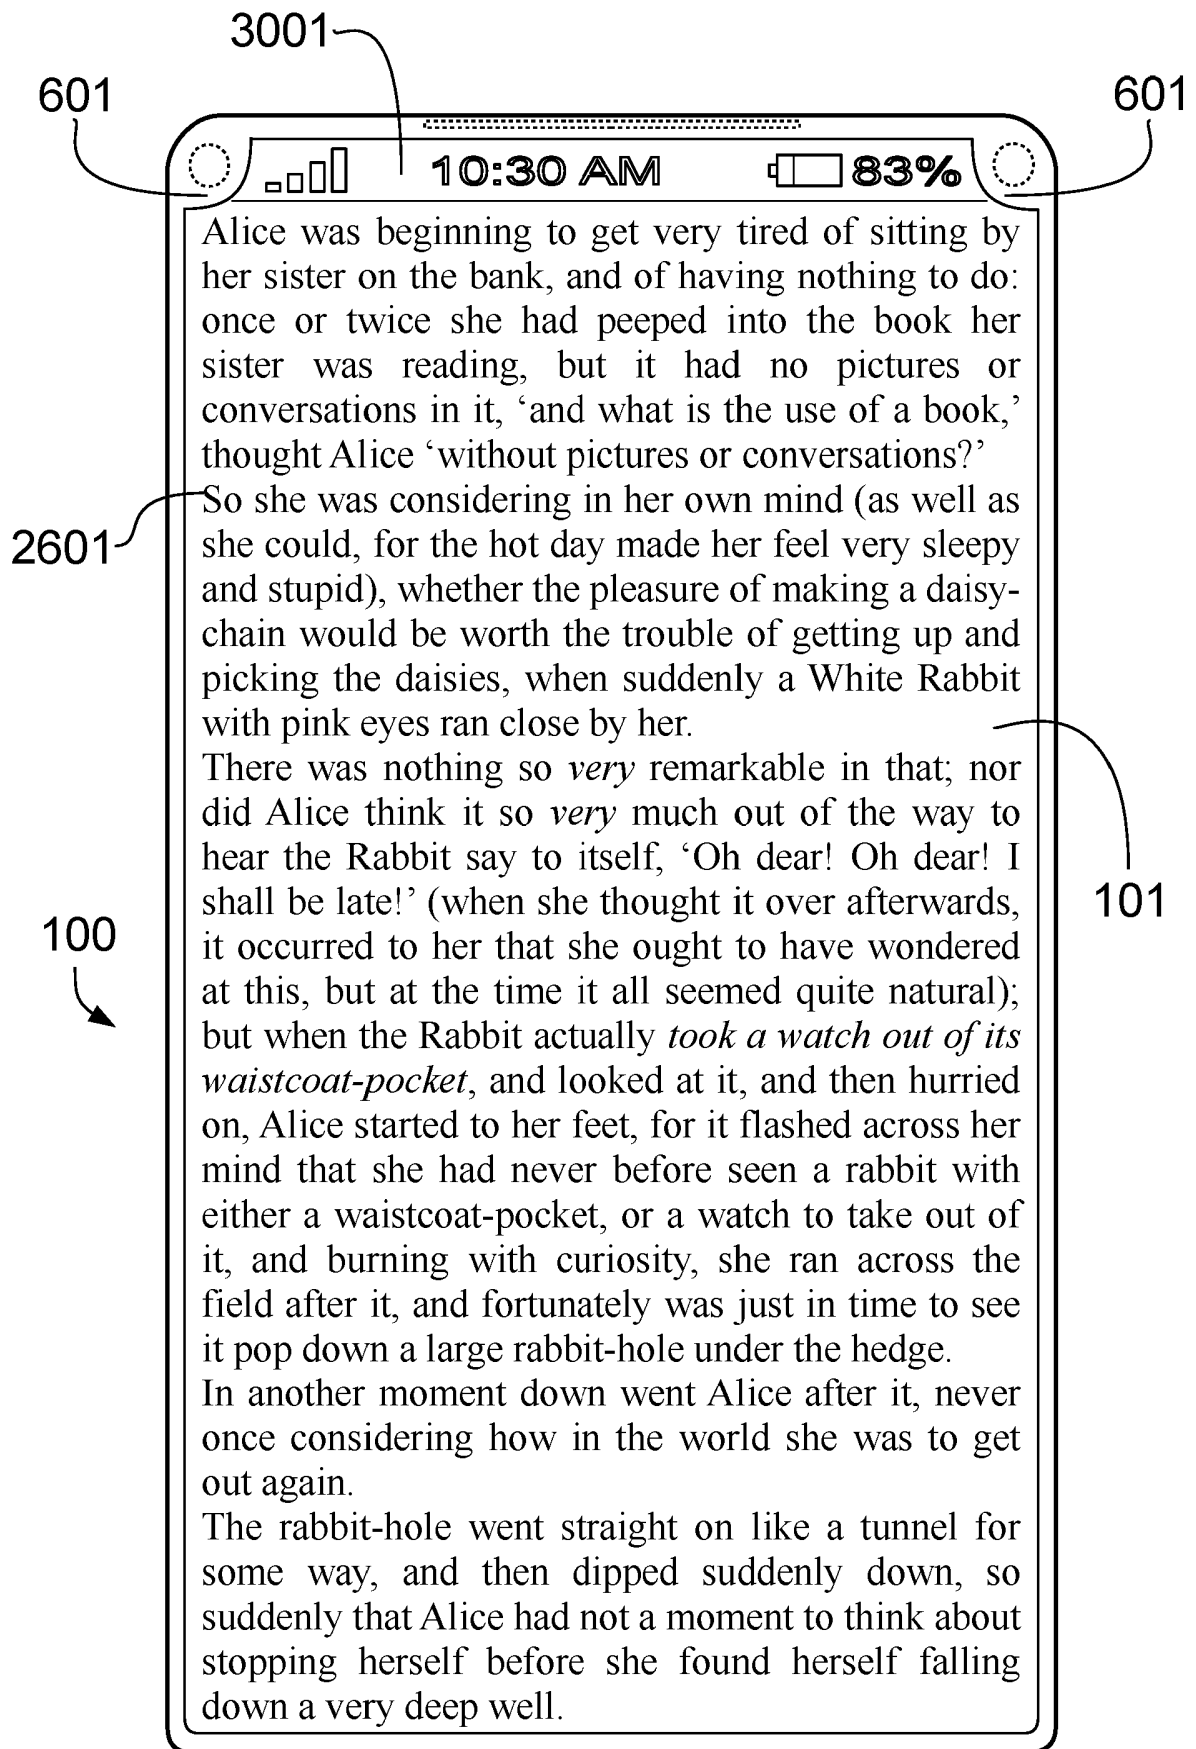 3001
601
601
10:30 AM
83%
Alice was beginning to get very tired of sitting by
her sister on the bank, and of having nothing to do:
once or twice she had peeped into the book her
sister was reading, but it had no pictures or
conversations in it, ‘and what is the use of a book,’
thought Alice ‘without pictures or conversations?’
So she was considering in her own mind (as well as
2601
she could, for the hot day made her feel very sleepy
and stupid), whether the pleasure of making a daisy-
chain would be worth the trouble of getting up and
picking the daisies, when suddenly a White Rabbit
with pink eyes ran close by her.
There was nothing so very remarkable in that; nor
did Alice think it so very much out of the way to
hear the Rabbit say to itself, ‘Oh dear! Oh dear! I
shall be late!’ (when she thought it over afterwards,
101
100
it occurred to her that she ought to have wondered
at this, but at the time it all seemed quite natural);
but when the Rabbit actually took a watch out of its
waistcoat-pocket, and looked at it, and then hurried
on, Alice started to her feet, for it flashed across her
mind that she had never before seen a rabbit with
either a waistcoat-pocket, or a watch to take out of
it, and burning with curiosity, she ran across the
field after it, and fortunately was just in time to see
it pop down a large rabbit-hole under the hedge.
In another moment down went Alice after it, never
once considering how in the world she was to get
out again.
The rabbit-hole went straight on like a tunnel for
some way, and then dipped suddenly down, so
suddenly that Alice had not a moment to think about
stopping herself before she found herself falling
down a very deep well.